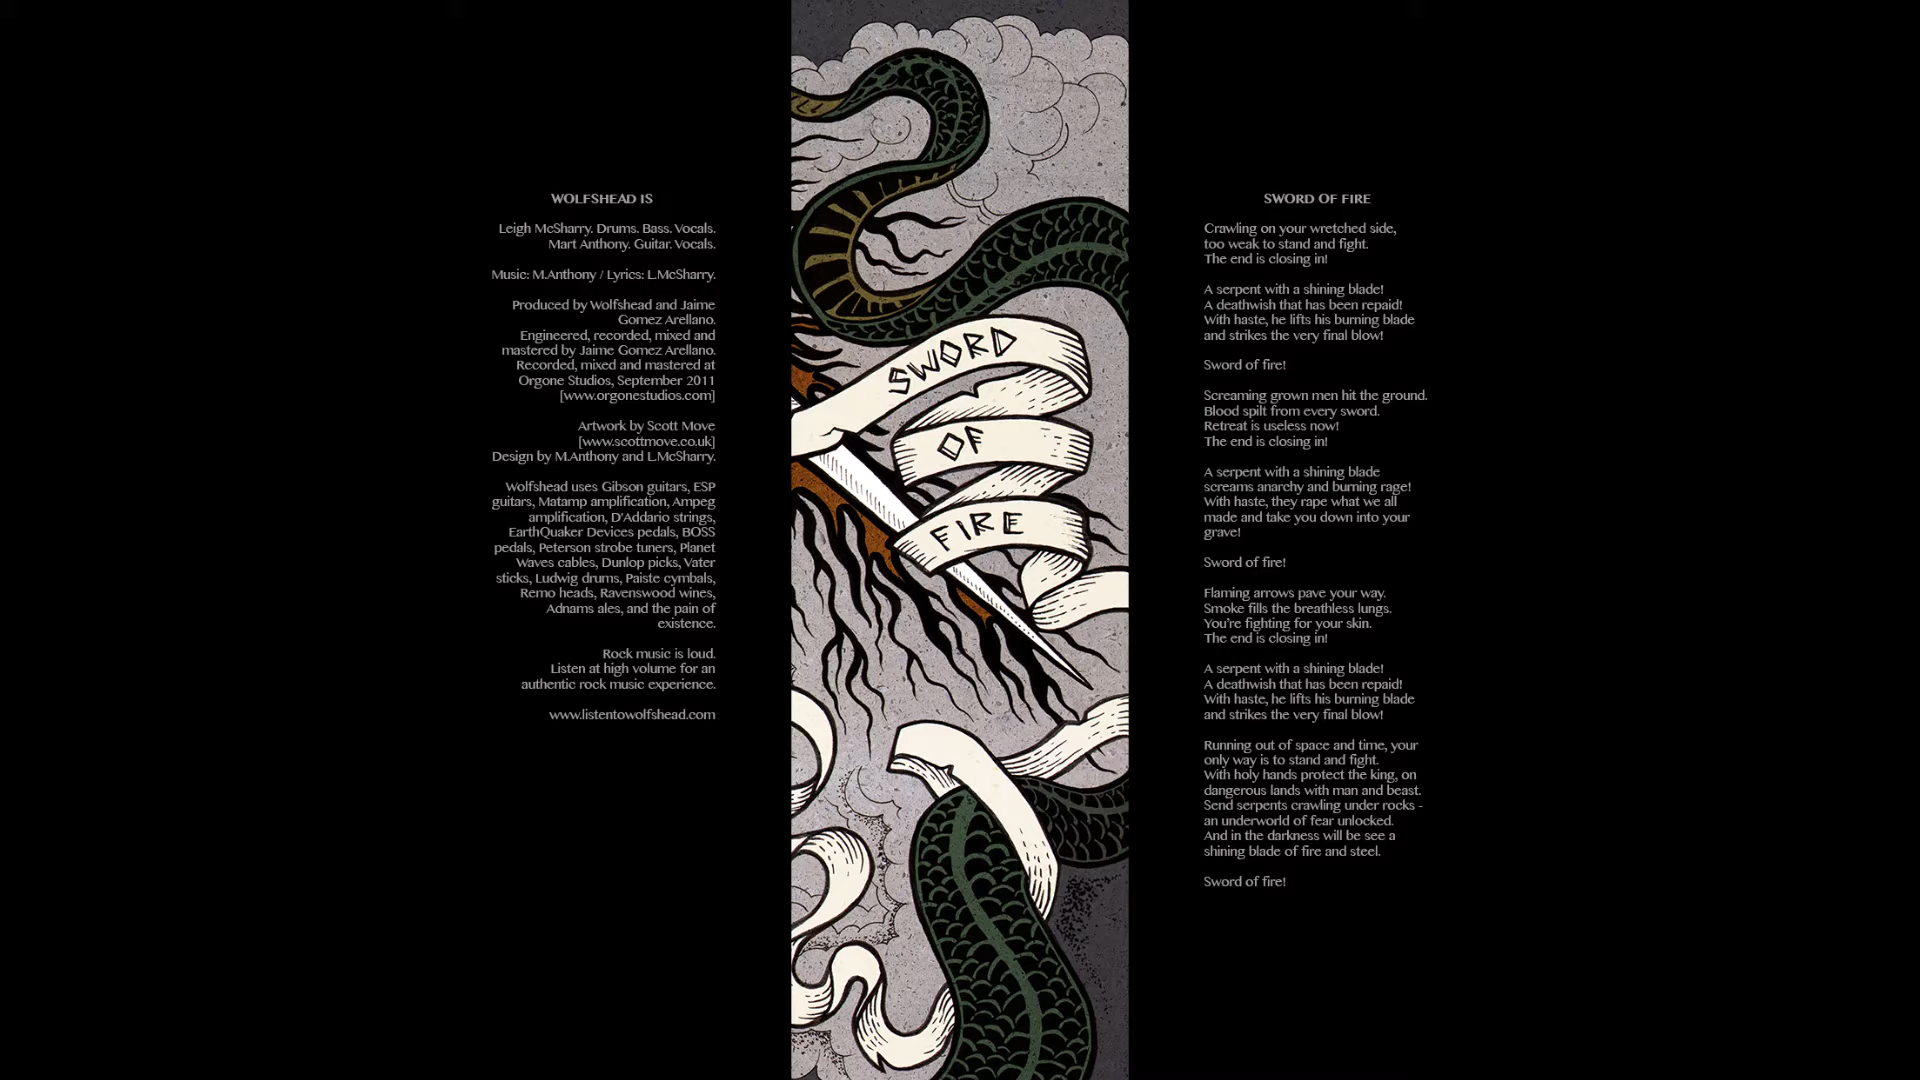 WOLFSHEAD IS
Leigh McSharry. Drums. Bass. Vocals.
Mart Anthony. Guitar. Vocals.
Music: M.Anthony / Lyrics: L.McSharry.
Produced by Wolfshead and Jaime
Gomez Arellano.
Engineered, recorded, mixed and
mastered by Jaime Gomez Arellano.
Recorded, mixed and mastered at
Orgone Studios, September 2011
[www.orgonestudios.com]
Artwork by Scott Move
[www.scottmove.co.uk]
Design by M.Anthony and L.McSharry.
Wolfshead uses Gibson guitars, ESP
guitars, Matamp amplification, Ampeg
amplification, D'Addario strings,
EarthQuaker Devices pedals, BOSS
pedals, Peterson strobe tuners, Planet
Waves cables, Dunlop picks, Vater
sticks, Ludwig drums, Paiste cymbals,
Remo heads, Ravenswood wines,
Adnams ales, and the pain of
existence.
Rock music is loud.
Listen at high volume for an
authentic rock music experience.
www.listentowolfshead.com
SWORD
OF
FIRE
SWORD OF FIRE
Crawling on your wretched side,
too weak to stand and fight.
The end is closing in!
A serpent with a shining blade!
A deathwish that has been repaid!
With haste, he lifts his burning blade
and strikes the very final blow!
Sword of fire!
Screaming grown men hit the ground.
Blood spilt from every sword.
Retreat is useless now!
The end is closing in!
A serpent with a shining blade
screams anarchy and burning rage!
With haste, they rape what we all
made and take you down into your
grave!
Sword of fire!
Flaming arrows pave your way.
Smoke fills the breathless lungs.
You're fighting for your skin.
The end is closing in!
A serpent with a shining blade!
A deathwish that has been repaid!
With haste, he lifts his burning blade
and strikes the very final blow!
Running out of space and time, your
only way is to stand and fight.
With holy hands protect the king, on
dangerous lands with man and beast.
Send serpents crawling under rocks -
an underworld of fear unlocked.
And in the darkness will be see a
shining blade of fire and steel.
Sword of fire!